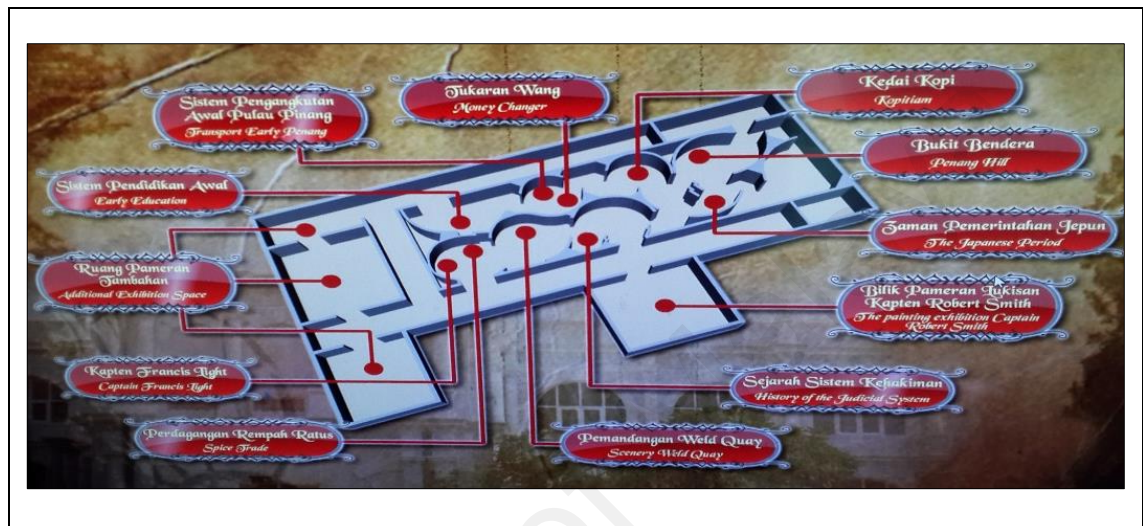 Sistem Pengangkutan
Awal Pulau Pinang
Transport Early Penang
Tukaran Wang
Money Changer
Kedai Kopi
Kopitiam
Bukit Bendera
Penang Hill
Sistem Pendidikan Awal
Early Education
Zaman Pemerintahan Jepun
The Japanese Period
Ruang Pameran
Tambahan
Additional Exhibition Space
Bilik Pameran Lukisan
Kapten Robert Smith
The painting exhibition Captain
Robert Smith
Kapten Francis Light
Captain Francis Light
Sejarah Sistem Kehakiman
History of the Judicial System
Perdagangan Rempah Ratus
Spice Trade
Pemandangan Weld Quay
Scenery Weld Quay